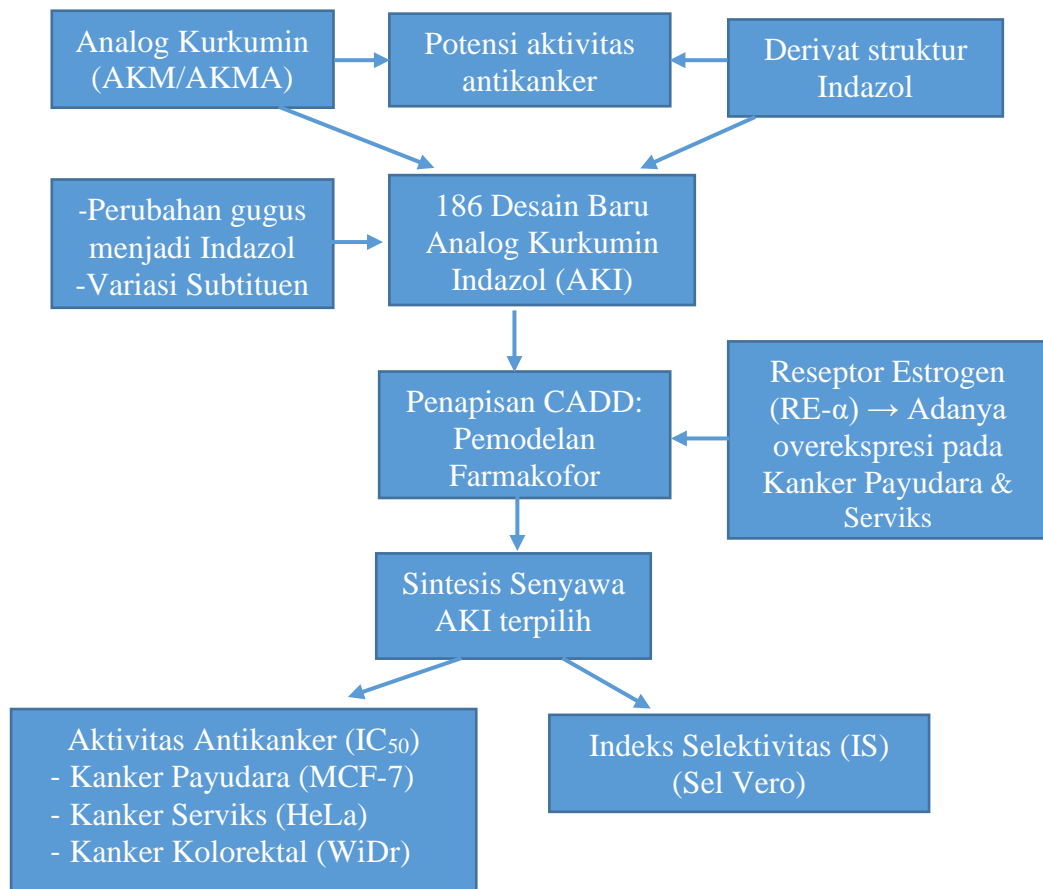 Analog Kurkumin
(AKM/AKMA)
Potensi aktivitas
antikanker
Derivat struktur
Indazol
-Perubahan gugus
menjadi Indazol
-Variasi Subtituen
186 Desain Baru
Analog Kurkumin
Indazol (AKI)
Penapisan CADD:
Pemodelan
Farmakofor
Reseptor Estrogen
(RE-α) → Adanya
overekspresi pada
Kanker Payudara &
Serviks
Sintesis Senyawa
AKI terpilih
Aktivitas Antikanker (IC₅₀)
- Kanker Payudara (MCF-7)
- Kanker Serviks (HeLa)
- Kanker Kolorektal (WiDr)
Indeks Selektivitas (IS)
(Sel Vero)